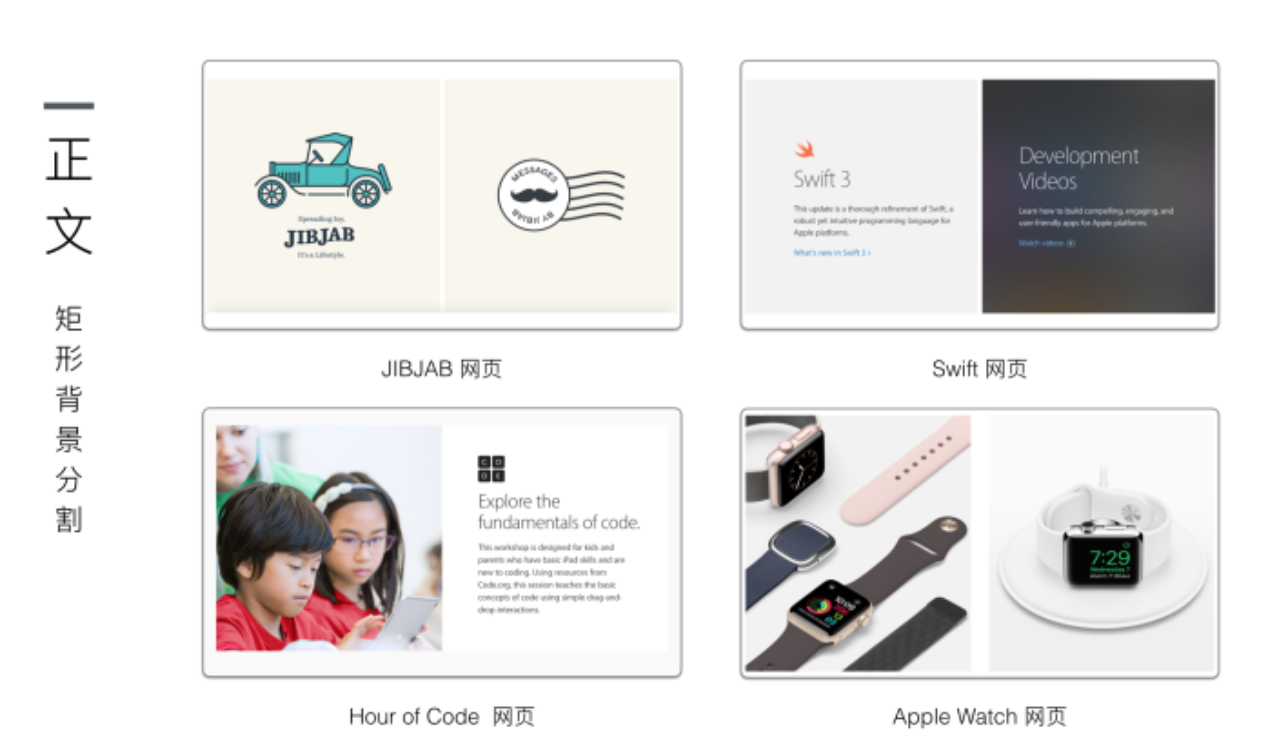 正文
矩形背景分割
Spreading Joy.
JIBJAB
It's a Lifestyle.
MESSAGES
BY JIBJAB
JIBJAB 网页
Swift 3
This update is a thorough refinement of Swift, a
robust yet intuitive programming language for
Apple platforms.
What's new in Swift 3 ›
Development
Videos
Learn how to build compelling, engaging, and
user-friendly apps for Apple platforms.
Watch videos
Swift 网页
CO
DE
Explore the
fundamentals of code.
This workshop is designed for kids and
parents who have basic iPad skills and are
new to coding. Using resources from
Code.org, this session teaches the basic
concepts of code using simple drag-and-
drop interactions.
Hour of Code 网页
10:09
7:29
Wednesday 7
Apple Watch 网页